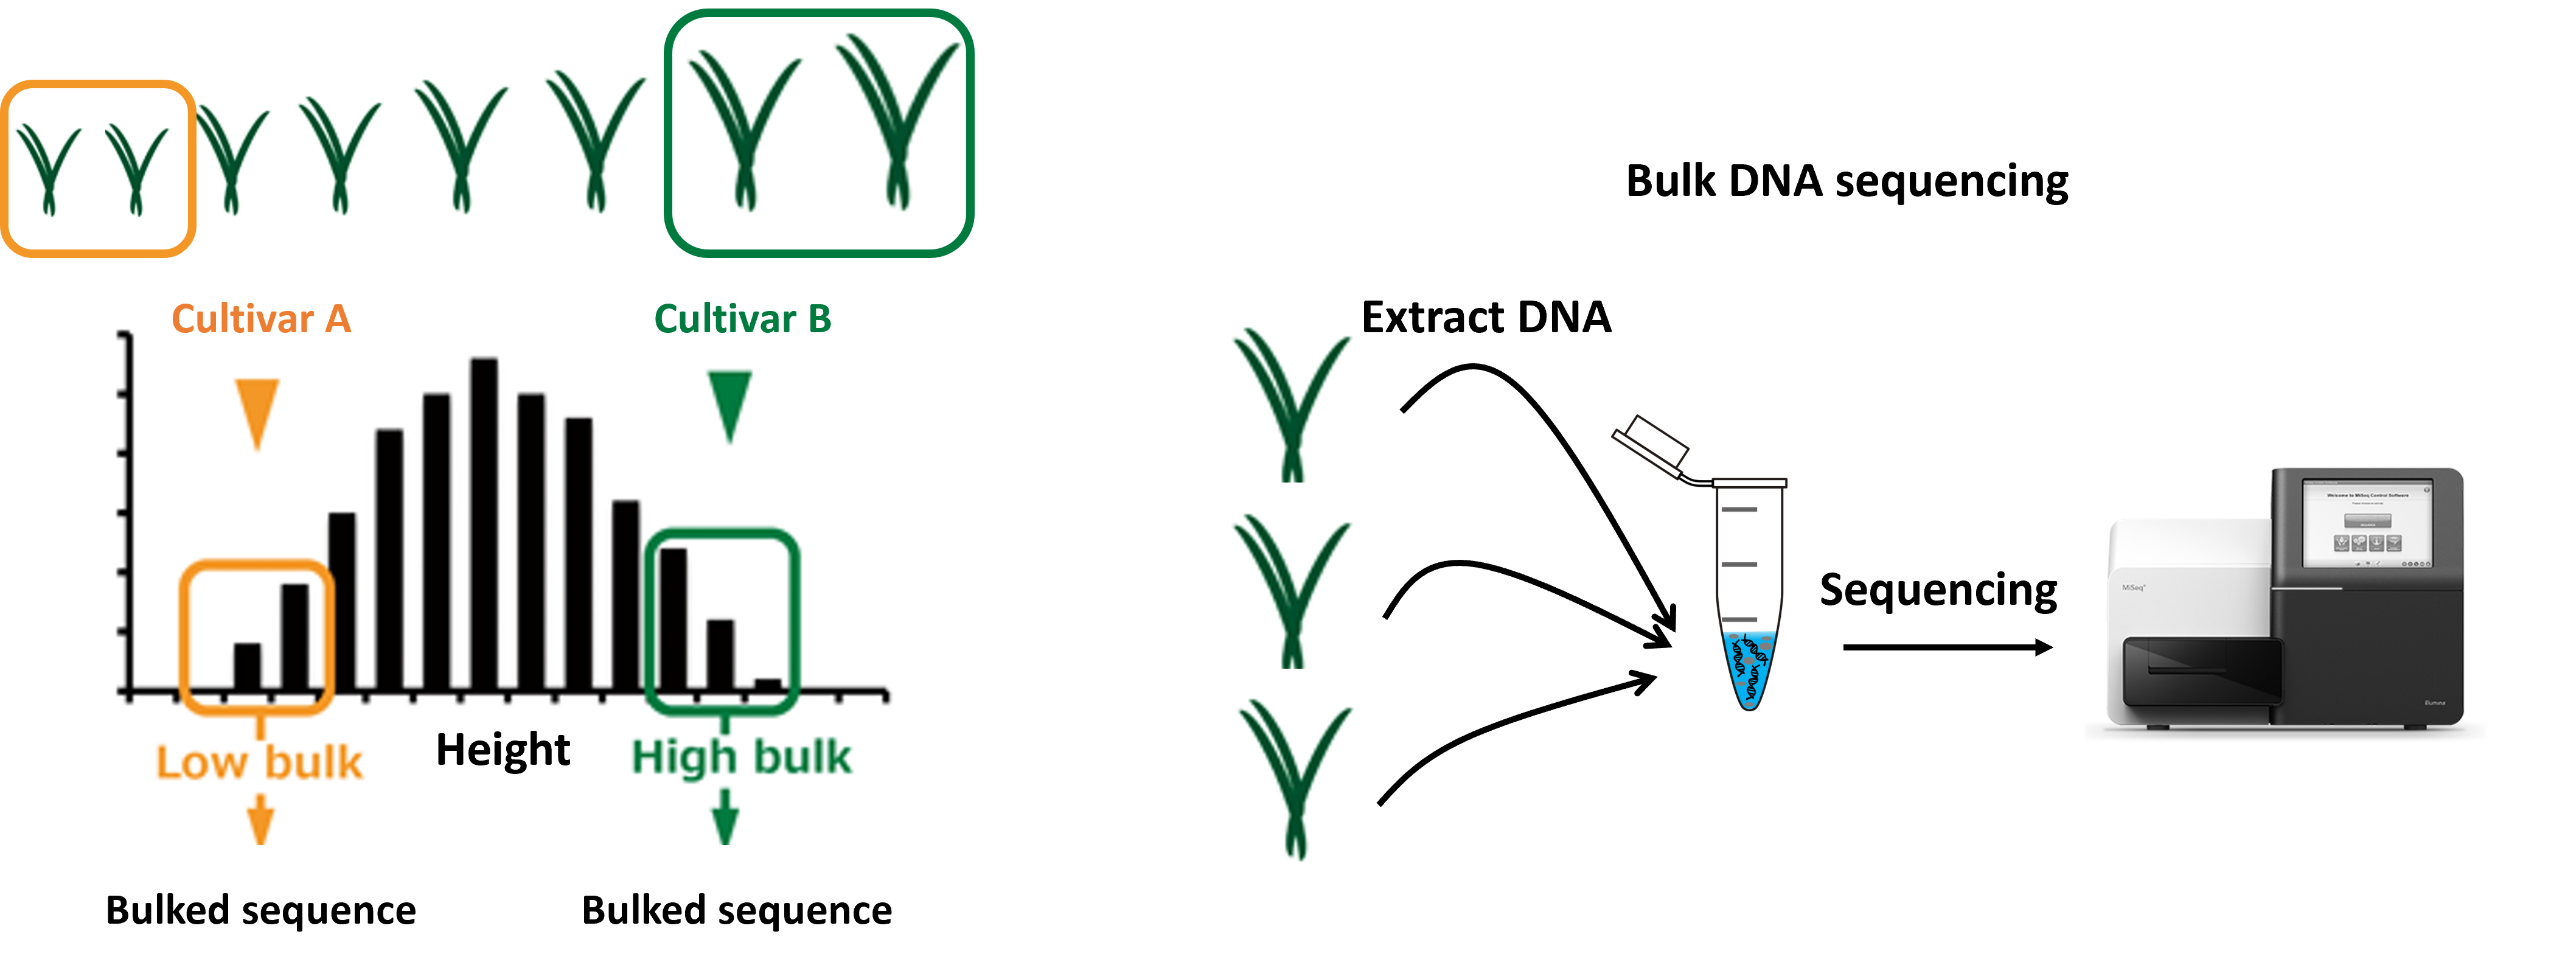 Cultivar A
Cultivar B
Height
Low bulk
High bulk
Bulked sequence
Bulked sequence
Bulk DNA sequencing
Extract DNA
Sequencing
Welcome to MiSeq Control Software
MiSeq
illumina